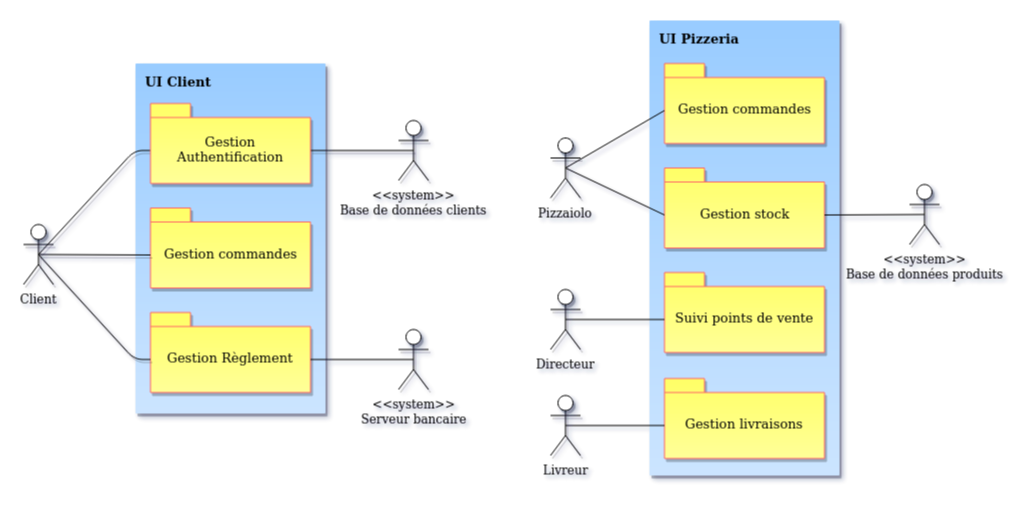 UI Client
Gestion
Authentification
<<system>>
Base de données clients
Gestion commandes
Client
Gestion Règlement
<<system>>
Serveur bancaire
UI Pizzeria
Gestion commandes
Pizzaiolo
Gestion stock
<<system>>
Base de données produits
Suivi points de vente
Directeur
Gestion livraisons
Livreur